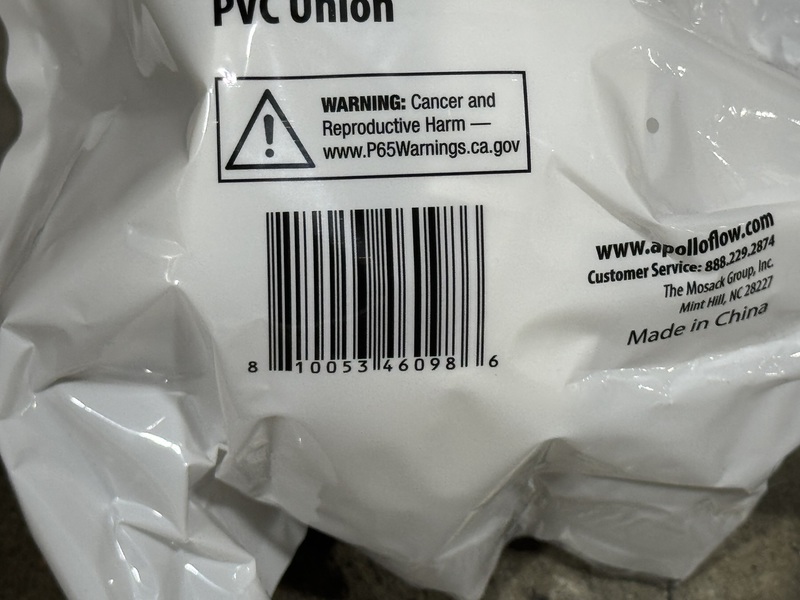 PVC Union
WARNING: Cancer and
Reproductive Harm —
www.P65Warnings.ca.gov
8 10053 46098 6
www.apolloflow.com
Customer Service: 888.229.2874
The Mosack Group, Inc.
Mint Hill, NC 28227
Made in China